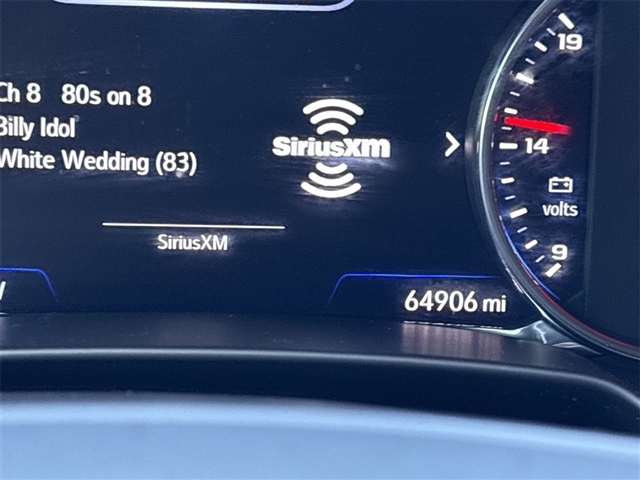 Ch 8 80s on 8
Billy Idol
White Wedding (83)
SiriusXM
SiriusXM
64906 mi
19
14
volts
9